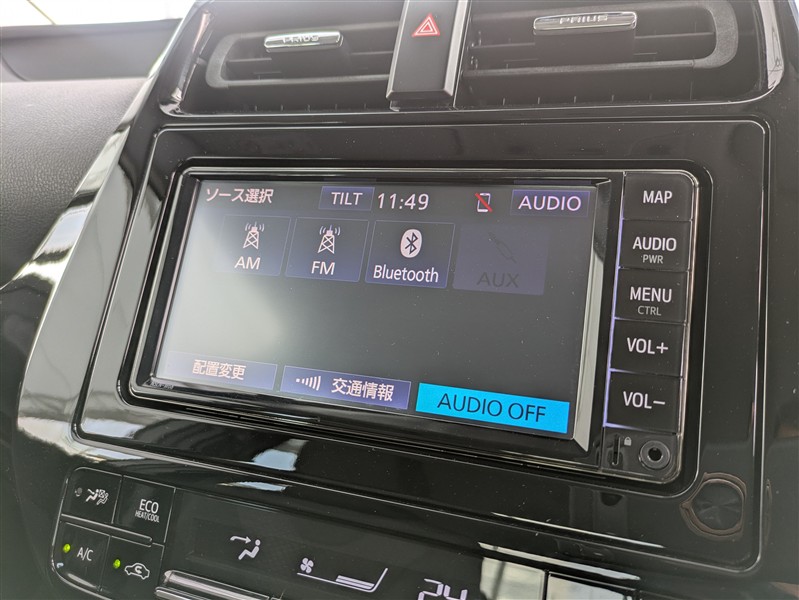 PRIUS
PRIUS
ソース選択 TILT 11:49 AUDIO
AM FM Bluetooth AUX
配置変更 交通情報 AUDIO OFF
MAP
AUDIO
PWR
MENU
CTRL
VOL+
VOL-
ECO
HEAT/COOL
A/C
24